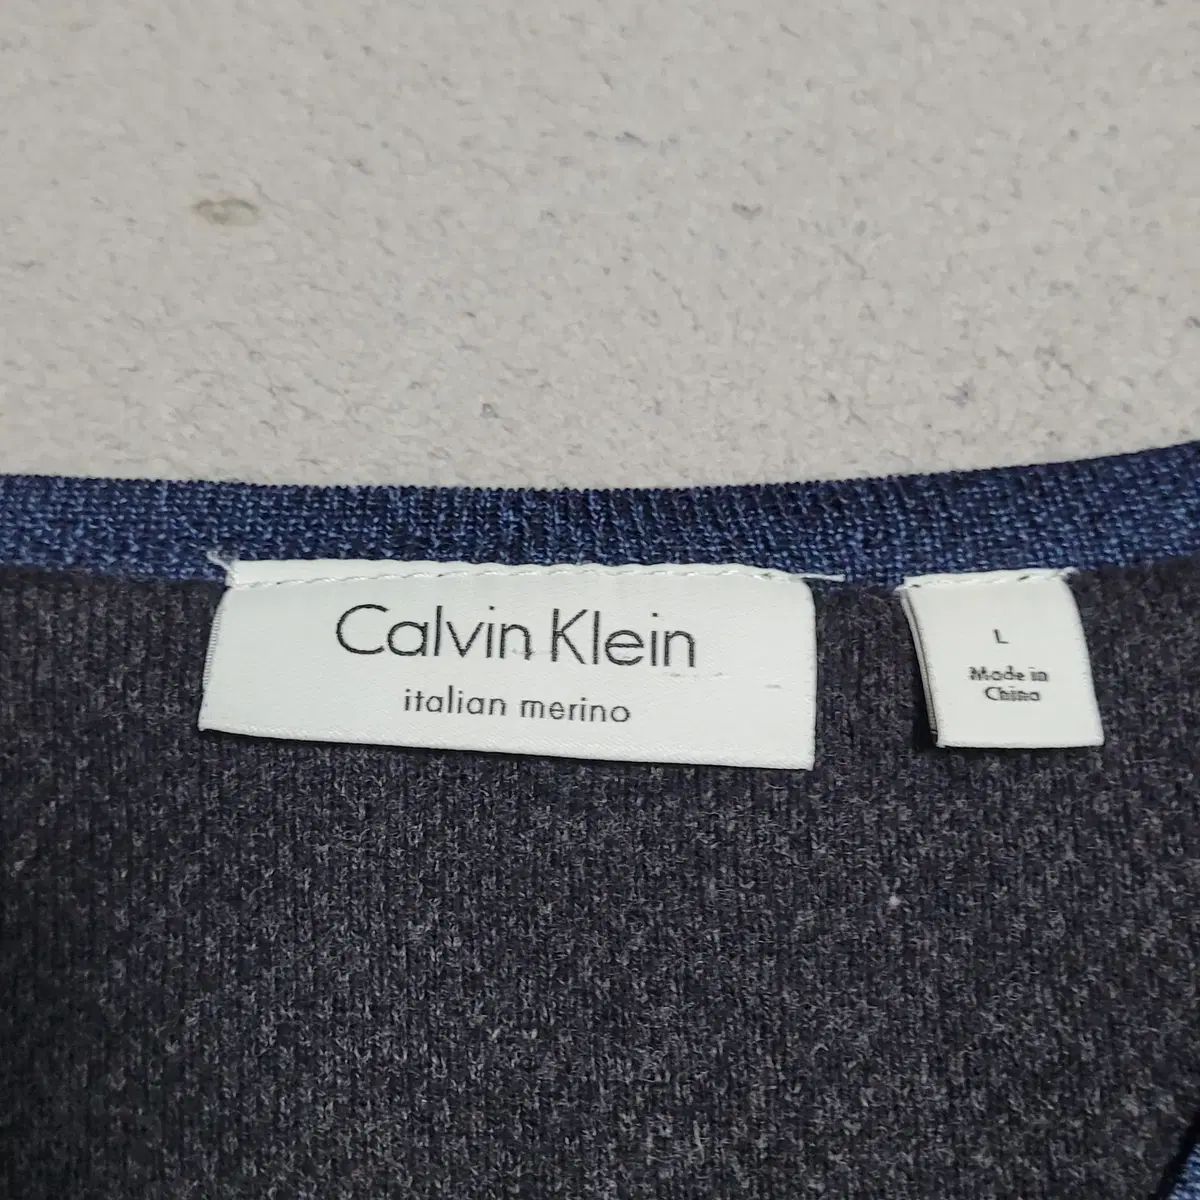 Calvin Klein
italian merino
L
Made in
China